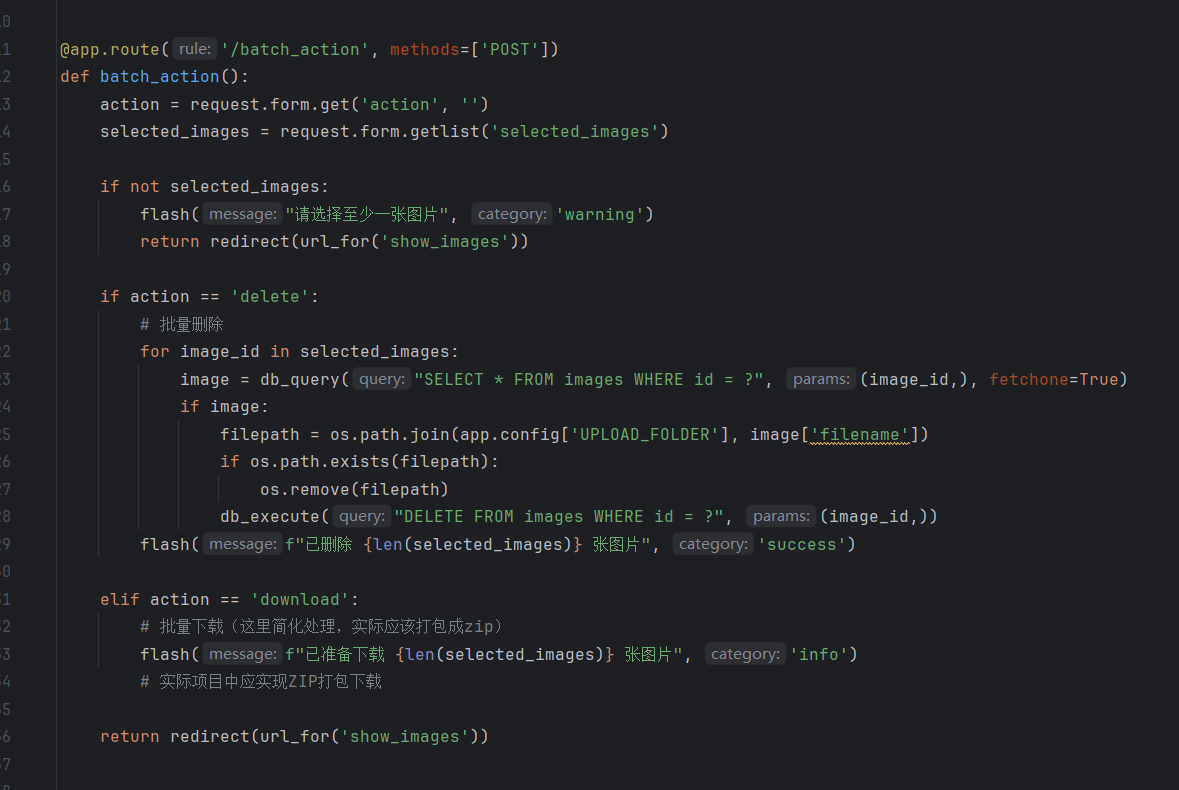 @app.route(rule: '/batch_action', methods=['POST'])
def batch_action():
    action = request.form.get('action', '')
    selected_images = request.form.getlist('selected_images')
    if not selected_images:
        flash(message: "请选择至少一张图片", category: 'warning')
        return redirect(url_for('show_images'))
    if action == 'delete':
        # 批量删除
        for image_id in selected_images:
            image = db_query(query: "SELECT * FROM images WHERE id = ?", params: (image_id,), fetchone=True)
            if image:
                filepath = os.path.join(app.config['UPLOAD_FOLDER'], image['filename'])
                if os.path.exists(filepath):
                    os.remove(filepath)
                db_execute(query: "DELETE FROM images WHERE id = ?", params: (image_id,))
        flash(message: f"已删除 {len(selected_images)} 张图片", category: 'success')
    elif action == 'download':
        # 批量下载（这里简化处理，实际应该打包成zip）
        flash(message: f"已准备下载 {len(selected_images)} 张图片", category: 'info')
        # 实际项目中应实现ZIP打包下载
    return redirect(url_for('show_images'))